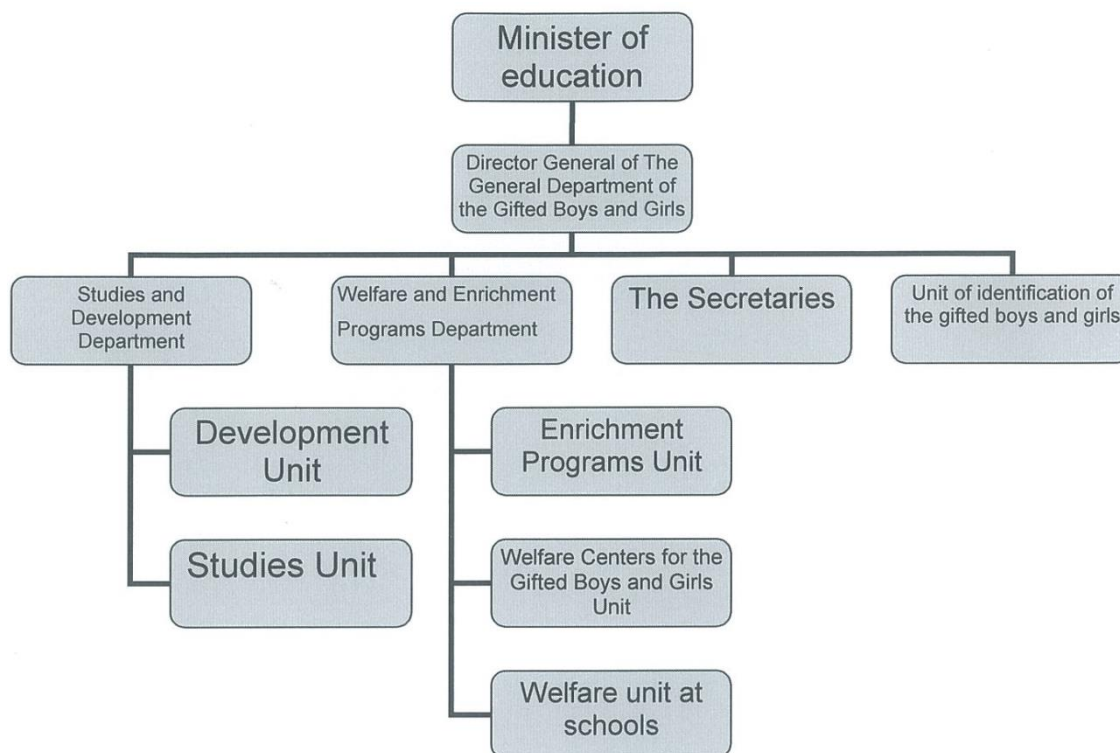 Minister of
education
Director General of The
General Department of
the Gifted Boys and Girls
Studies and
Development
Department
Welfare and Enrichment
Programs Department
The Secretaries
Unit of identification of
the gifted boys and girls
Development
Unit
Studies Unit
Enrichment
Programs Unit
Welfare Centers for the
Gifted Boys and Girls
Unit
Welfare unit at
schools